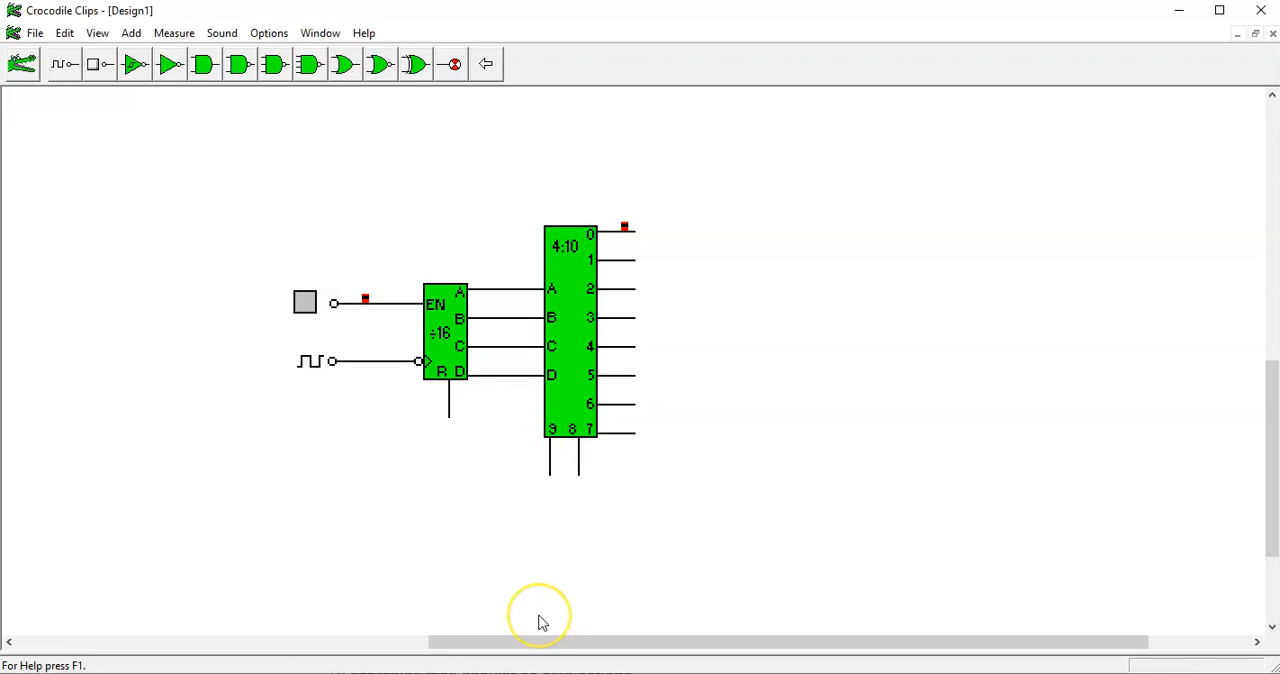 Crocodile Clips - [Design1]
File Edit View Add Measure Sound Options Window Help
0
4:10
1
A A 2
EN
B B 3
÷16
C C 4
R D D 5
6
9 8 7
For Help press F1.